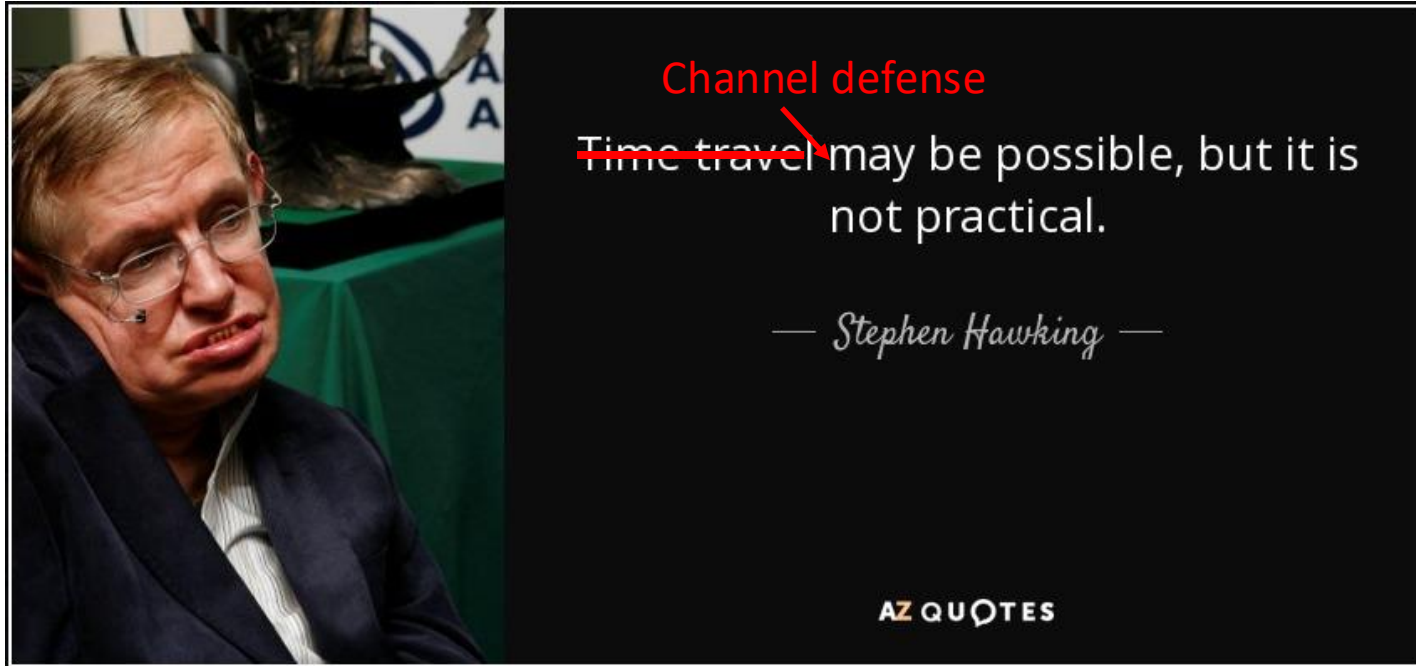 A
A
Channel defense
Time travel may be possible, but it is
not practical.
Stephen Hawking
AZ QUOTES